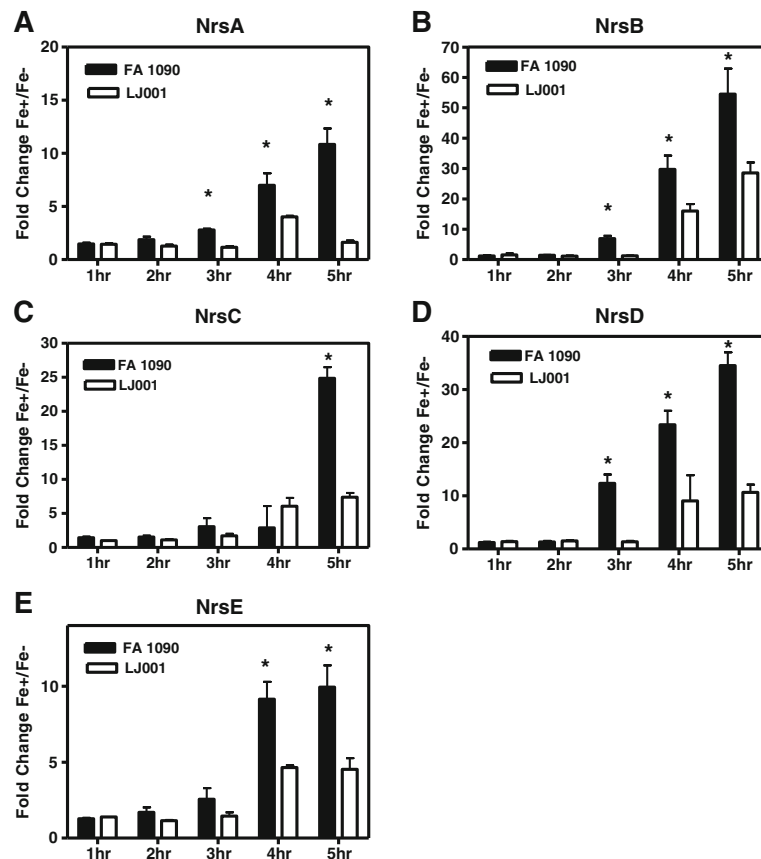 A
NrsA
Fold Change Fe+/Fe-
20
15
10
5
0
FA 1090
LJ001
*
*
*
1hr 2hr 3hr 4hr 5hr
B
NrsB
Fold Change Fe+/Fe-
70
60
50
40
30
20
10
0
FA 1090
LJ001
*
*
*
1hr 2hr 3hr 4hr 5hr
C
NrsC
Fold Change Fe+/Fe-
30
25
20
15
10
5
0
FA 1090
LJ001
*
1hr 2hr 3hr 4hr 5hr
D
NrsD
Fold Change Fe+/Fe-
40
30
20
10
0
FA 1090
LJ001
*
*
*
1hr 2hr 3hr 4hr 5hr
E
NrsE
Fold Change Fe+/Fe-
10
5
0
FA 1090
LJ001
*
*
1hr 2hr 3hr 4hr 5hr